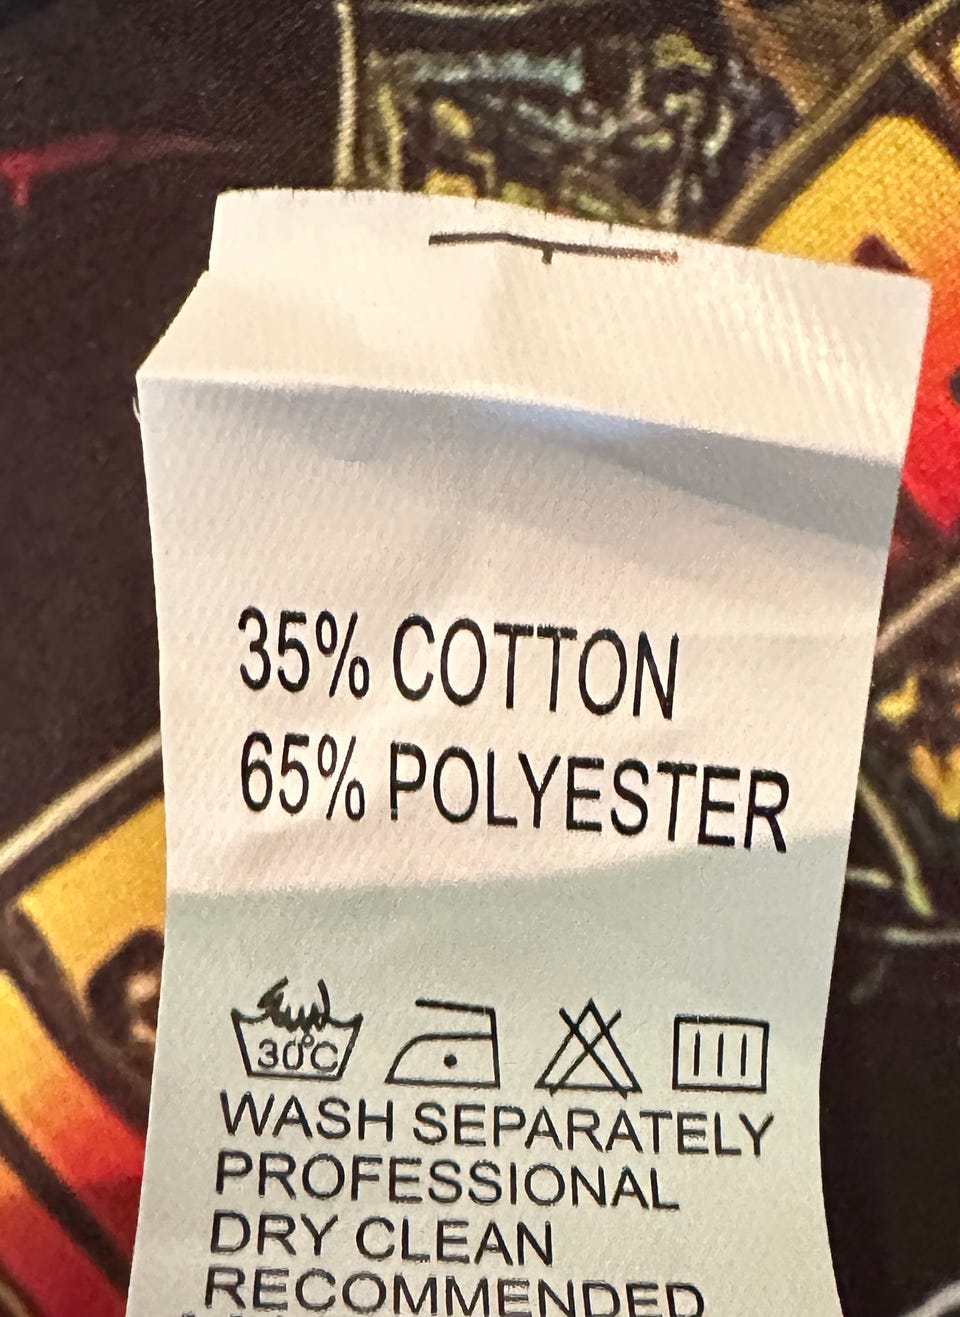 35% COTTON
65% POLYESTER
30°C
WASH SEPARATELY
PROFESSIONAL
DRY CLEAN
RECOMMENDED